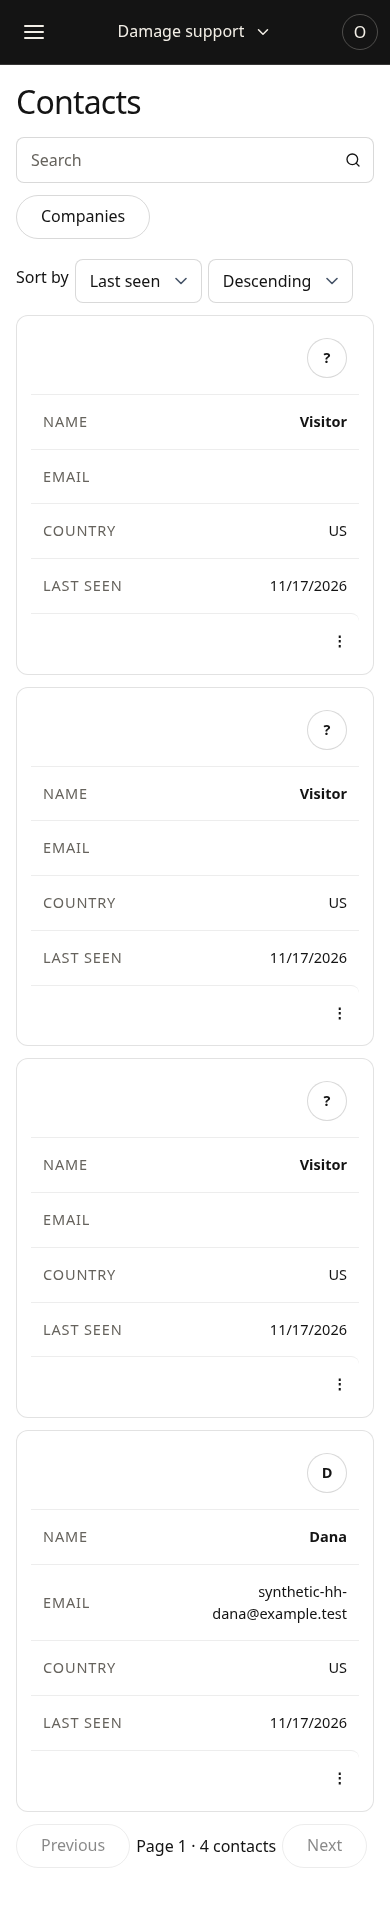 Damage support
O
Contacts
Search
Companies
Sort by Last seen Descending
?
NAME Visitor
EMAIL
COUNTRY US
LAST SEEN 11/17/2026
?
NAME Visitor
EMAIL
COUNTRY US
LAST SEEN 11/17/2026
?
NAME Visitor
EMAIL
COUNTRY US
LAST SEEN 11/17/2026
D
NAME Dana
EMAIL synthetic-hh-
dana@example.test
COUNTRY US
LAST SEEN 11/17/2026
Previous Page 1 · 4 contacts Next